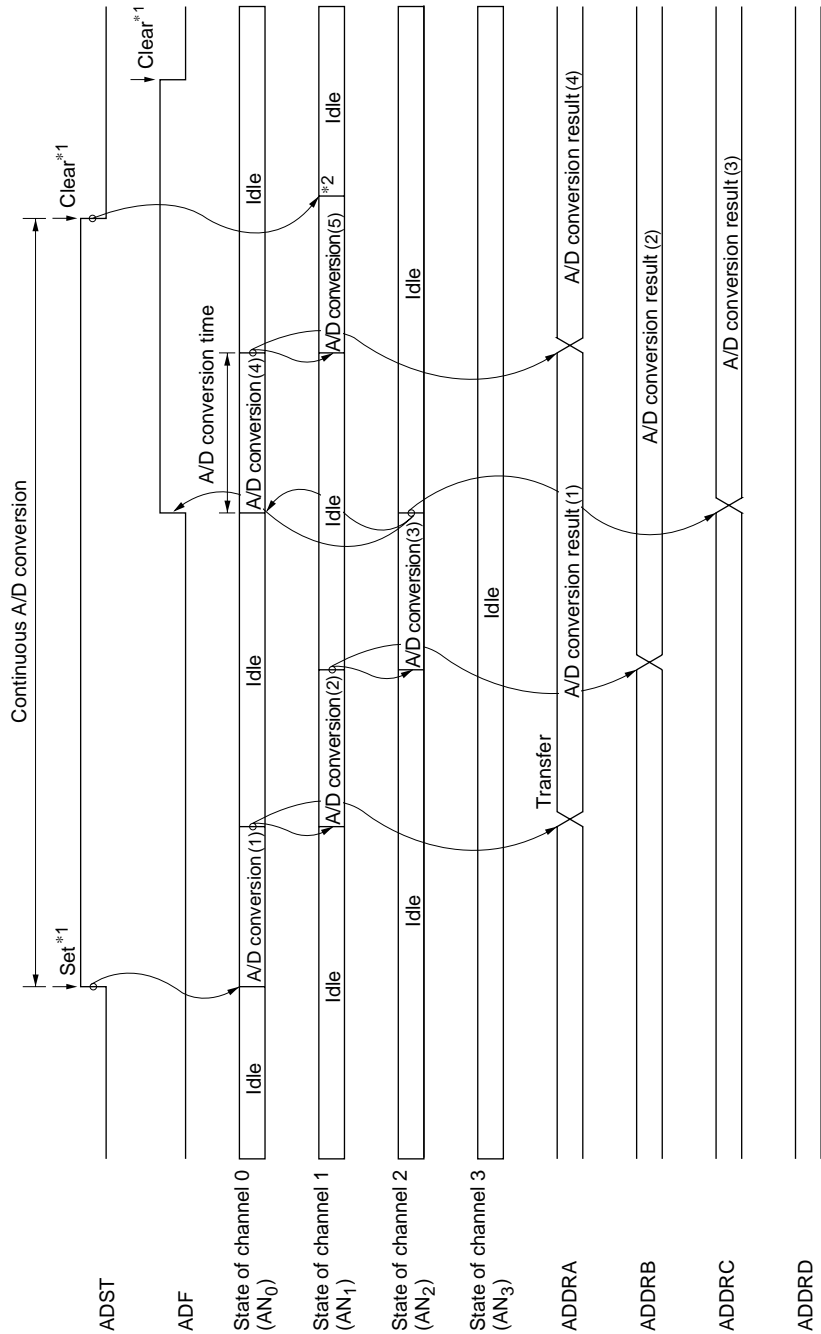 Continuous A/D conversion
Set*1
Clear*1
ADST
Clear*1
ADF
A/D conversion time
State of channel 0
(AN0)
Idle
A/D conversion (1)
Idle
A/D conversion (4)
Idle
State of channel 1
(AN1)
Idle
A/D conversion (2)
Idle
A/D conversion (5)
*2
Idle
State of channel 2
(AN2)
Idle
A/D conversion (3)
Idle
State of channel 3
(AN3)
Idle
Transfer
ADDRA
A/D conversion result (1)
A/D conversion result (4)
ADDRB
A/D conversion result (2)
ADDRC
A/D conversion result (3)
ADDRD